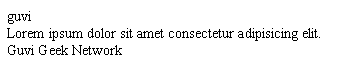 guvi
Lorem ipsum dolor sit amet consectetur adipisicing elit.
Guvi Geek Network